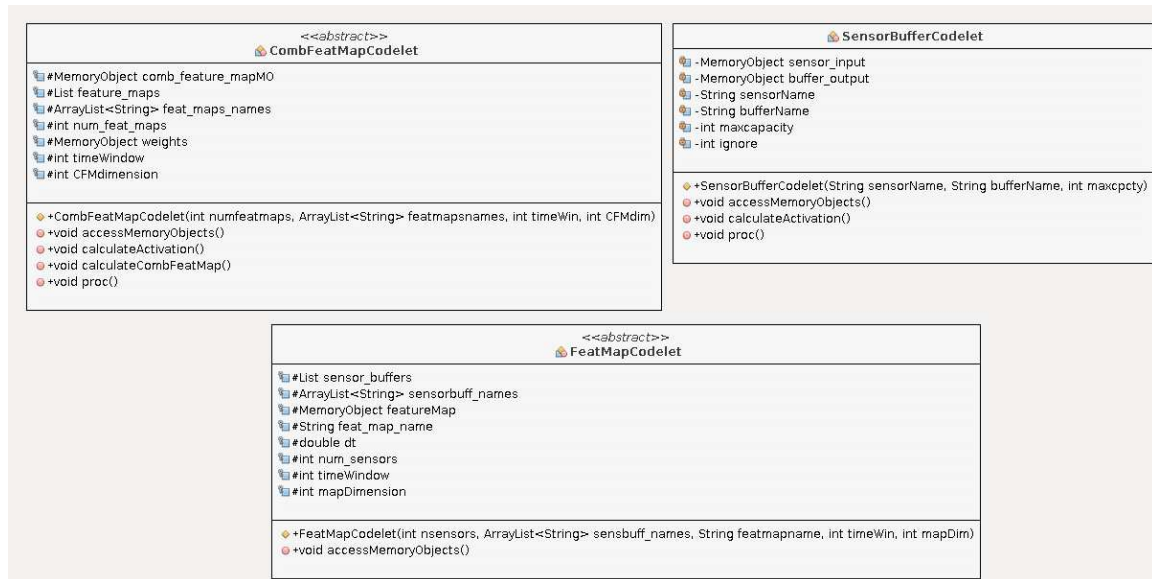 <<abstract>>
CombFeatMapCodelet
#MemoryObject comb_feature_mapMO
#List feature_maps
#ArrayList<String> feat_maps_names
#int num_feat_maps
#MemoryObject weights
#int timeWindow
#int CFMdimension
+CombFeatMapCodelet(int numfeatmaps, ArrayList<String> featmapsnames, int timeWin, int CFMdim)
+void accessMemoryObjects()
+void calculateActivation()
+void calculateCombFeatMap()
+void proc()
SensorBufferCodelet
-MemoryObject sensor_input
-MemoryObject buffer_output
-String sensorName
-String bufferName
-int maxcapacity
-int ignore
+SensorBufferCodelet(String sensorName, String bufferName, int maxcpcty)
+void accessMemoryObjects()
+void calculateActivation()
+void proc()
<<abstract>>
FeatMapCodelet
#List sensor_buffers
#ArrayList<String> sensorbuff_names
#MemoryObject featureMap
#String feat_map_name
#double dt
#int num_sensors
#int timeWindow
#int mapDimension
+FeatMapCodelet(int nsensors, ArrayList<String> sensbuff_names, String featmapname, int timeWin, int mapDim)
+void accessMemoryObjects()